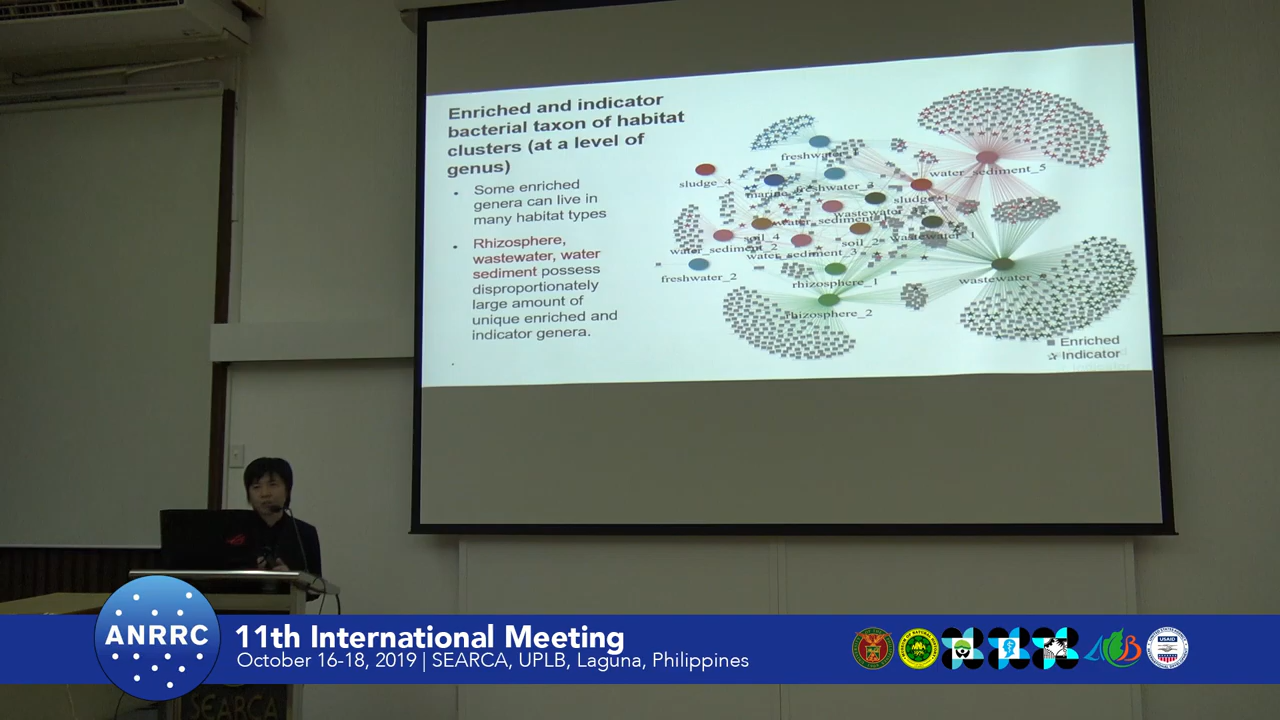 Enriched and indicator
bacterial taxon of habitat
clusters (at a level of
genus)
• Some enriched
genera can live in
many habitat types
• Rhizosphere,
wastewater, water
sediment possess
disproportionately
large amount of
unique enriched and
indicator genera.
water_sediment_5
sludge_4
freshwater_3
sludge_1
soil_4
soil_2
wastewater_1
water_sediment_2
water_sediment_3
freshwater_2
rhizosphere_1
wastewater
rhizosphere_2
Enriched
Indicator
ANRRC
11th International Meeting
October 16-18, 2019 | SEARCA, UPLB, Laguna, Philippines
USAID
SEARCA